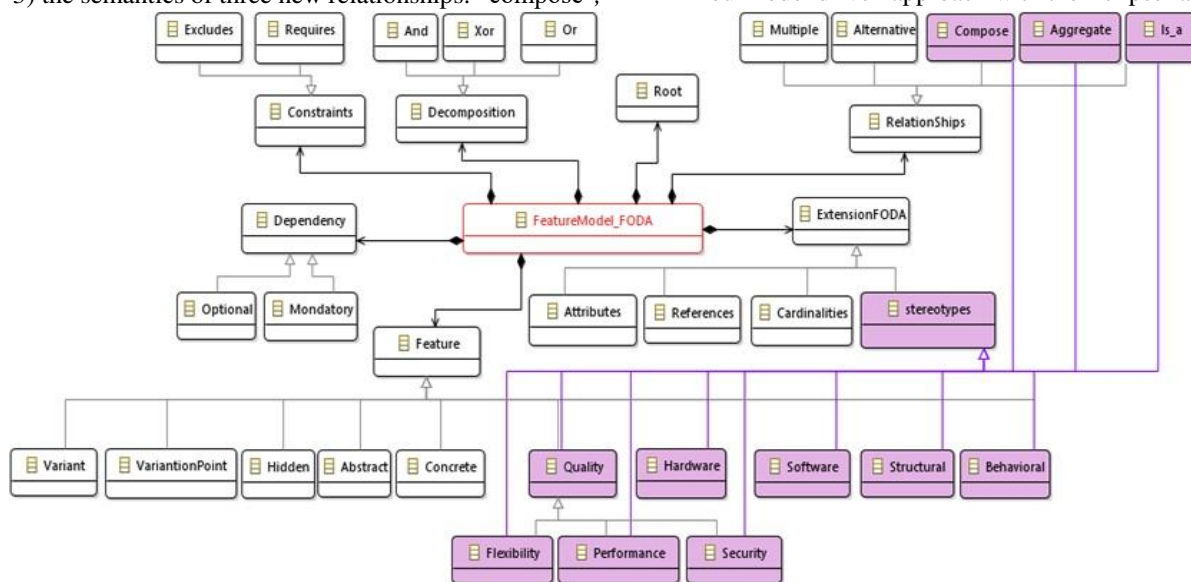 3) the semantics of three new relationships: "compose",
Excludes Requires And Xor Or Multiple Alternative Compose Aggregate Is_a
Root
Constraints Decomposition RelationShips
Dependency FeatureModel_FODA ExtensionFODA
Optional Mondatory Attributes References Cardinalities stereotypes
Feature
Variant VariantionPoint Hidden Abstract Concrete Quality Hardware Software Structural Behavioral
Flexibility Performance Security